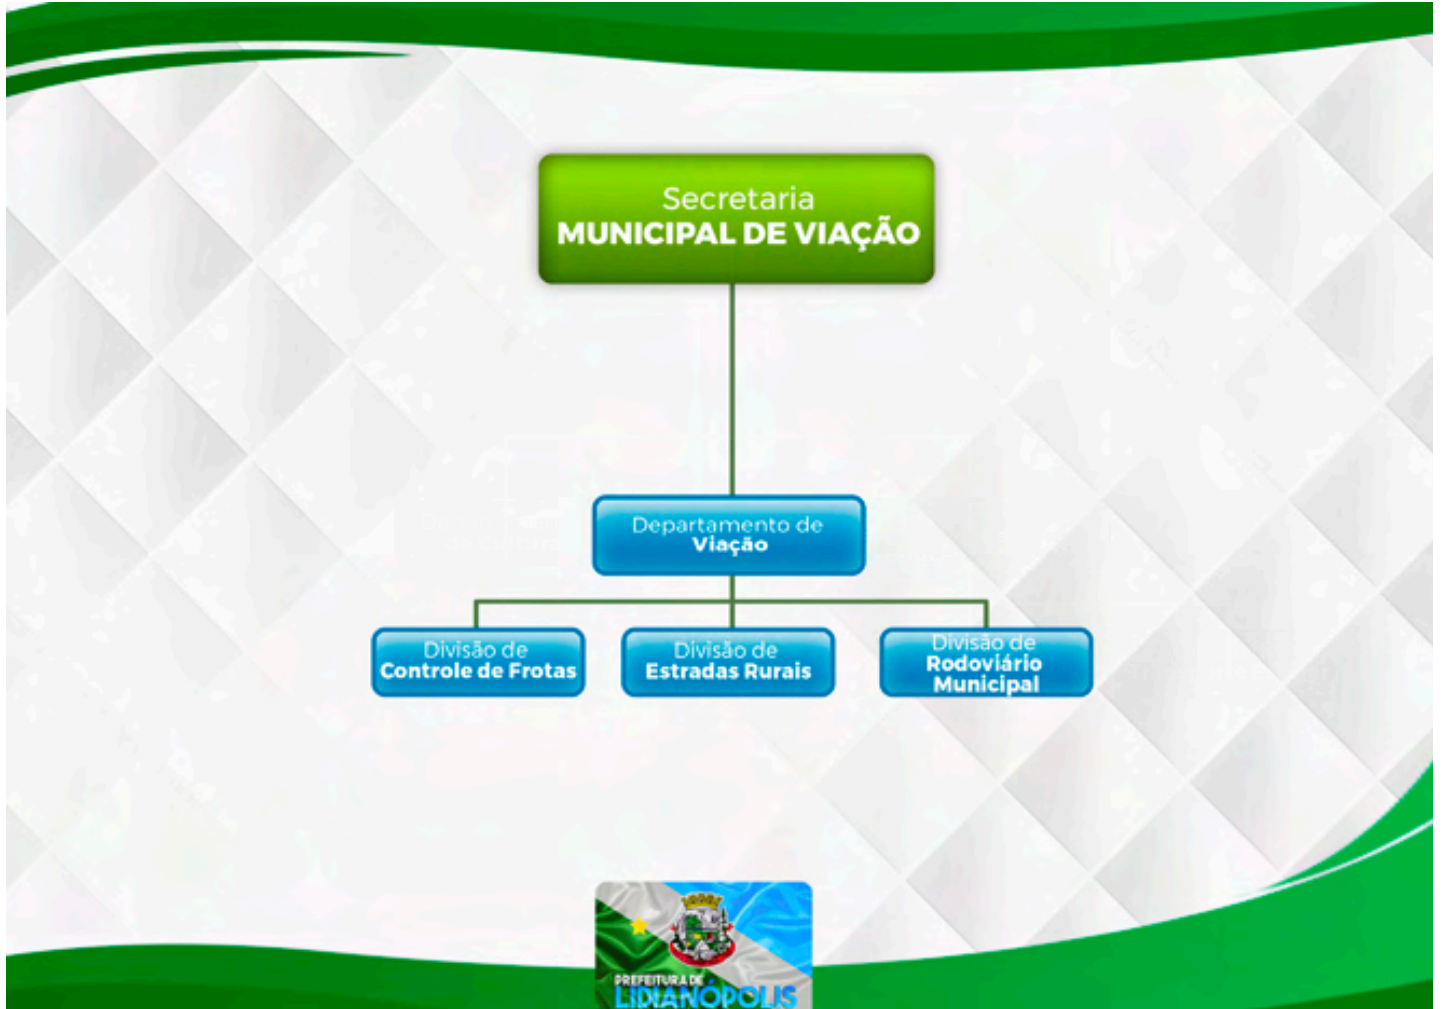 Secretaria
MUNICIPAL DE VIAÇÃO
Departamento de
Viação
Divisão de
Controle de Frotas
Divisão de
Estradas Rurais
Divisão de
Rodoviário
Municipal
PREFEITURA DE
LIDIANÓPOLIS